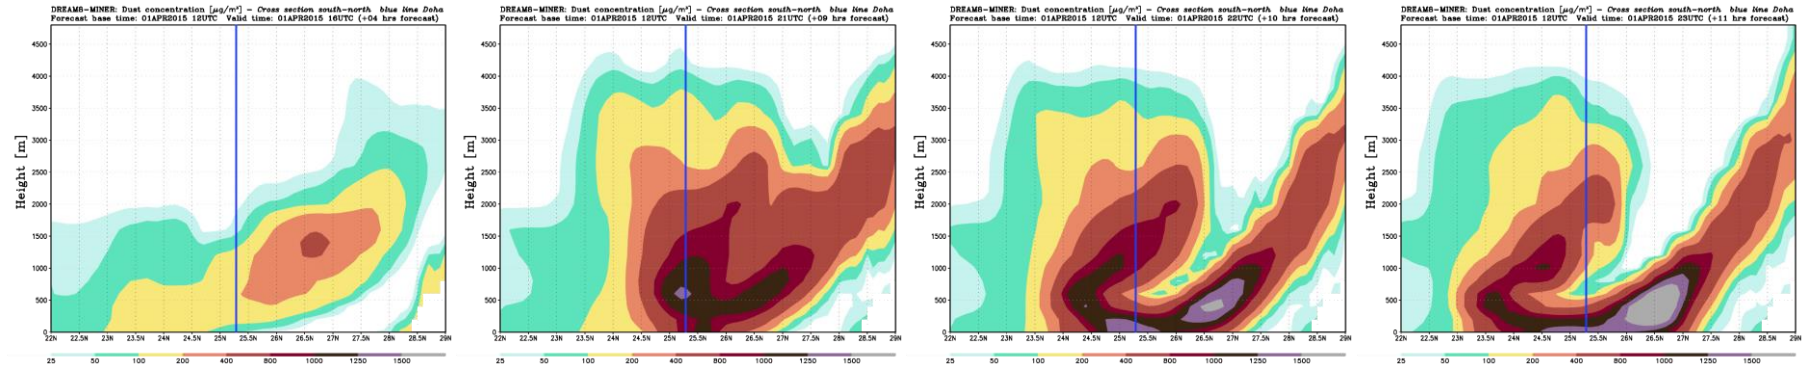 DREAM8-MINER: Dust concentration [μg/m³] – Cross section south-north blue line Doha
Forecast base time: 01APR2015 12UTC Valid time: 01APR2015 16UTC (+04 hrs forecast)
Height [m]
4500
4000
3500
3000
2500
2000
1500
1000
500
0
22N 22.5N 23N 23.5N 24N 24.5N 25N 25.5N 26N 26.5N 27N 27.5N 28N 28.5N 29N
25 50 100 200 400 800 1000 1250 1500
DREAM8-MINER: Dust concentration [μg/m³] – Cross section south-north blue line Doha
Forecast base time: 01APR2015 12UTC Valid time: 01APR2015 21UTC (+09 hrs forecast)
Height [m]
4500
4000
3500
3000
2500
2000
1500
1000
500
0
22N 22.5N 23N 23.5N 24N 24.5N 25N 25.5N 26N 26.5N 27N 27.5N 28N 28.5N 29N
25 50 100 200 400 800 1000 1250 1500
DREAM8-MINER: Dust concentration [μg/m³] – Cross section south-north blue line Doha
Forecast base time: 01APR2015 12UTC Valid time: 01APR2015 22UTC (+10 hrs forecast)
Height [m]
4500
4000
3500
3000
2500
2000
1500
1000
500
0
22N 22.5N 23N 23.5N 24N 24.5N 25N 25.5N 26N 26.5N 27N 27.5N 28N 28.5N 29N
25 50 100 200 400 800 1000 1250 1500
DREAM8-MINER: Dust concentration [μg/m³] – Cross section south-north blue line Doha
Forecast base time: 01APR2015 12UTC Valid time: 01APR2015 23UTC (+11 hrs forecast)
Height [m]
4500
4000
3500
3000
2500
2000
1500
1000
500
0
22N 22.5N 23N 23.5N 24N 24.5N 25N 25.5N 26N 26.5N 27N 27.5N 28N 28.5N 29N
25 50 100 200 400 800 1000 1250 1500